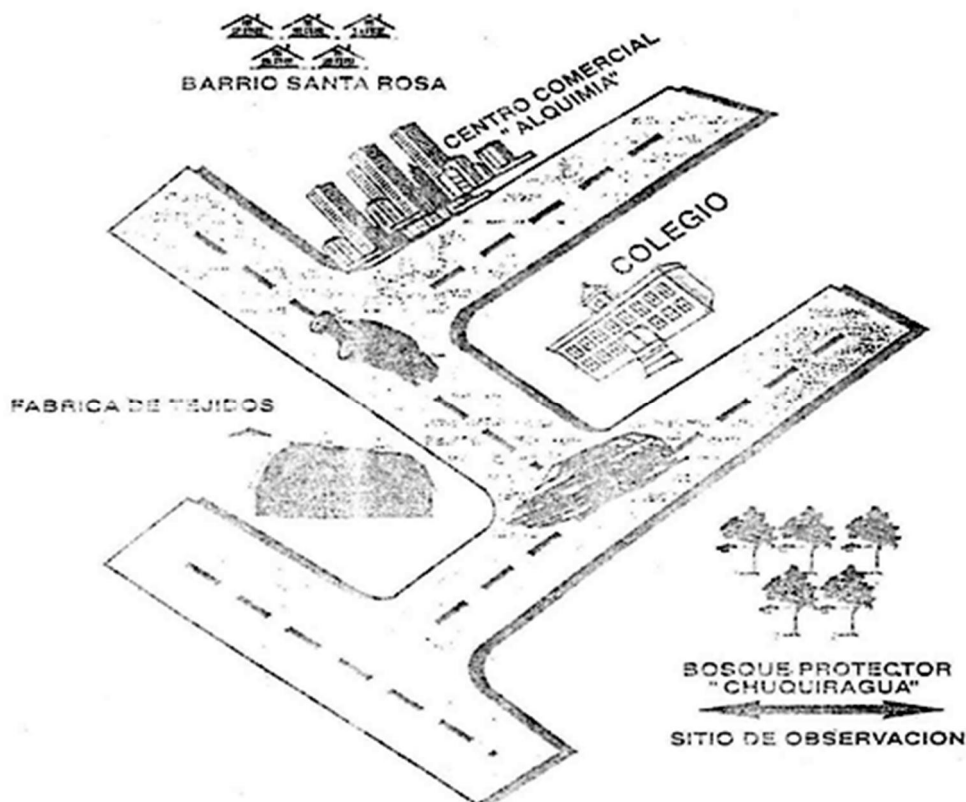 BARRIO SANTA ROSA
CENTRO COMERCIAL
" ALQUIMIA"
COLEGIO
FABRICA DE TEJIDOS
BOSQUE PROTECTOR
"CHUQUIRAGUA"
SITIO DE OBSERVACION